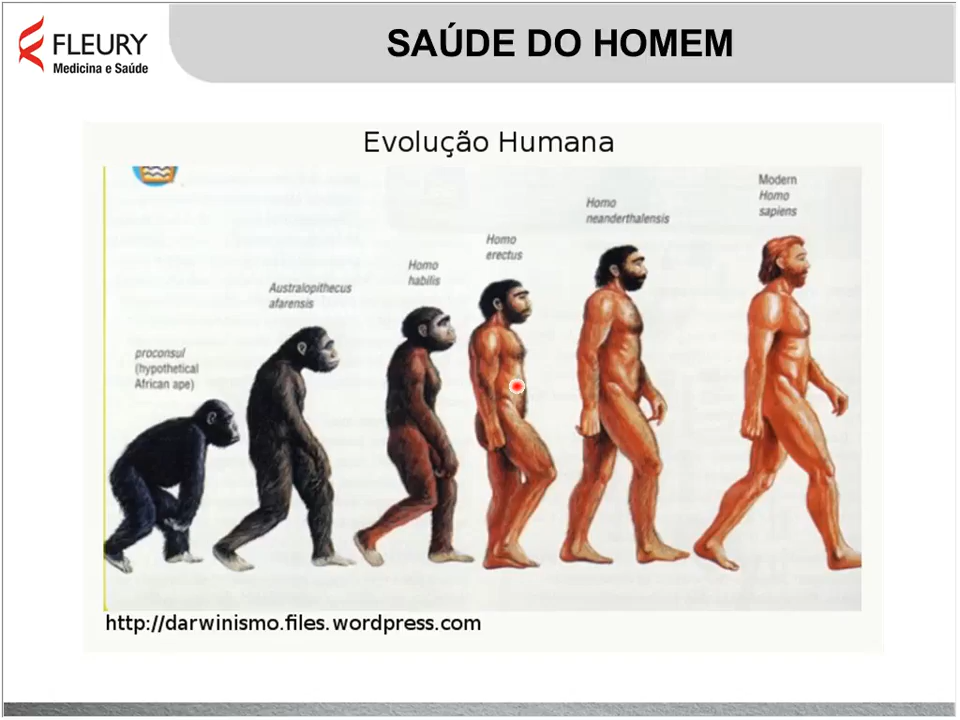 FLEURY
Medicina e Saúde
SAÚDE DO HOMEM
Evolução Humana
proconsul
(hypothetical
African ape)
Australopithecus
afarensis
Homo
habilis
Homo
erectus
Homo
neanderthalensis
Modern
Homo
sapiens
http://darwinismo.files.wordpress.com